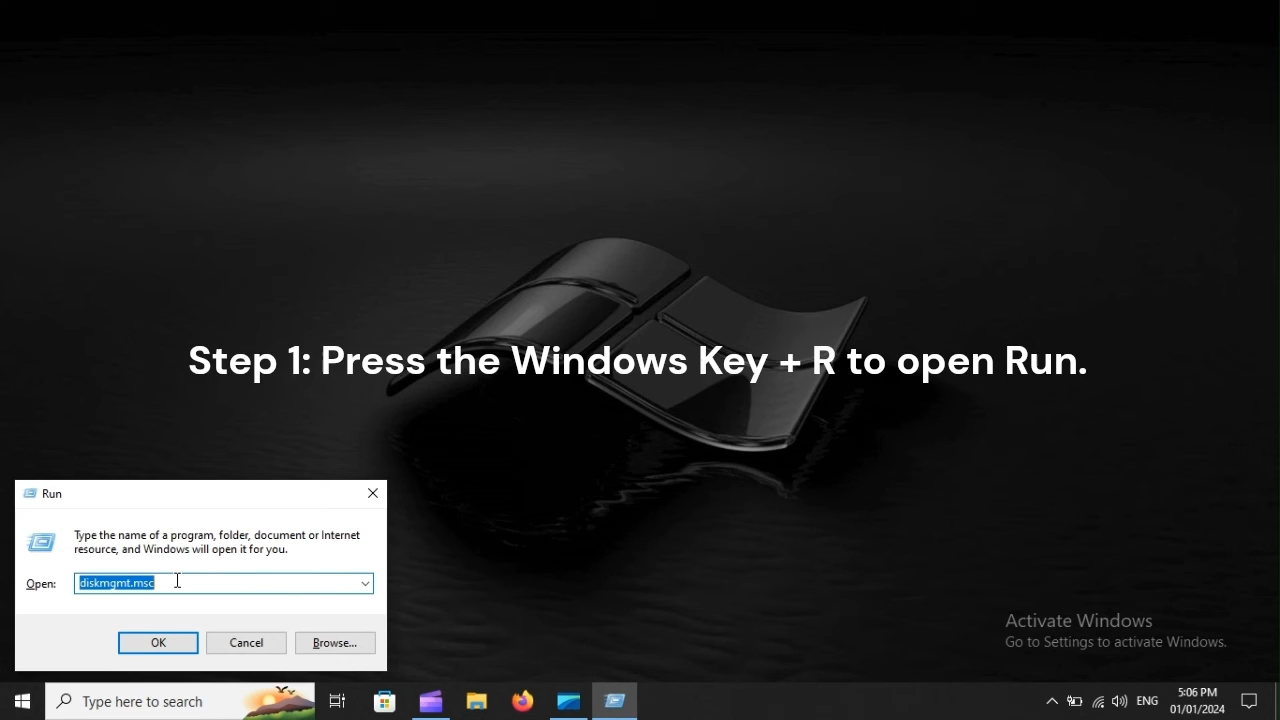 Step 1: Press the Windows Key + R to open Run.
Run
Type the name of a program, folder, document or Internet
resource, and Windows will open it for you.
Open: diskmgmt.msc
OK Cancel Browse...
Activate Windows
Go to Settings to activate Windows.
Type here to search
ENG
5:06 PM
01/01/2024